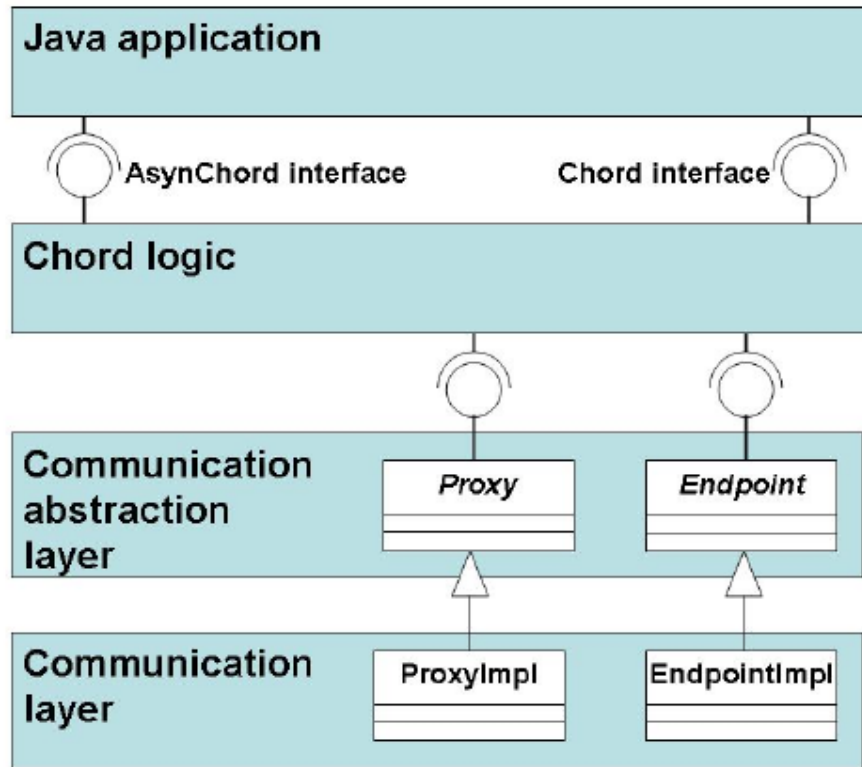 Java application
AsynChord interface
Chord interface
Chord logic
Communication
abstraction
layer
Proxy
Endpoint
Communication
layer
ProxyImpl
EndpointImpl